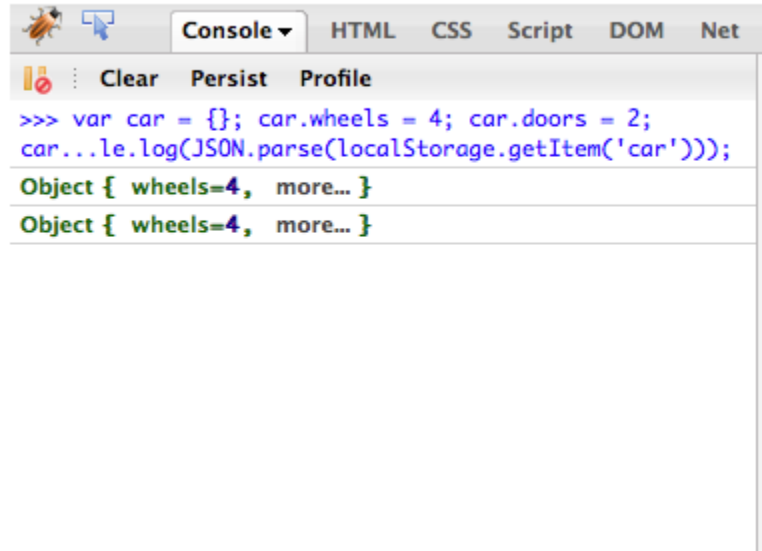 Console ▾ HTML CSS Script DOM Net
Clear Persist Profile
>>> var car = {}; car.wheels = 4; car.doors = 2;
car...le.log(JSON.parse(localStorage.getItem('car')));
Object { wheels=4, more... }
Object { wheels=4, more... }